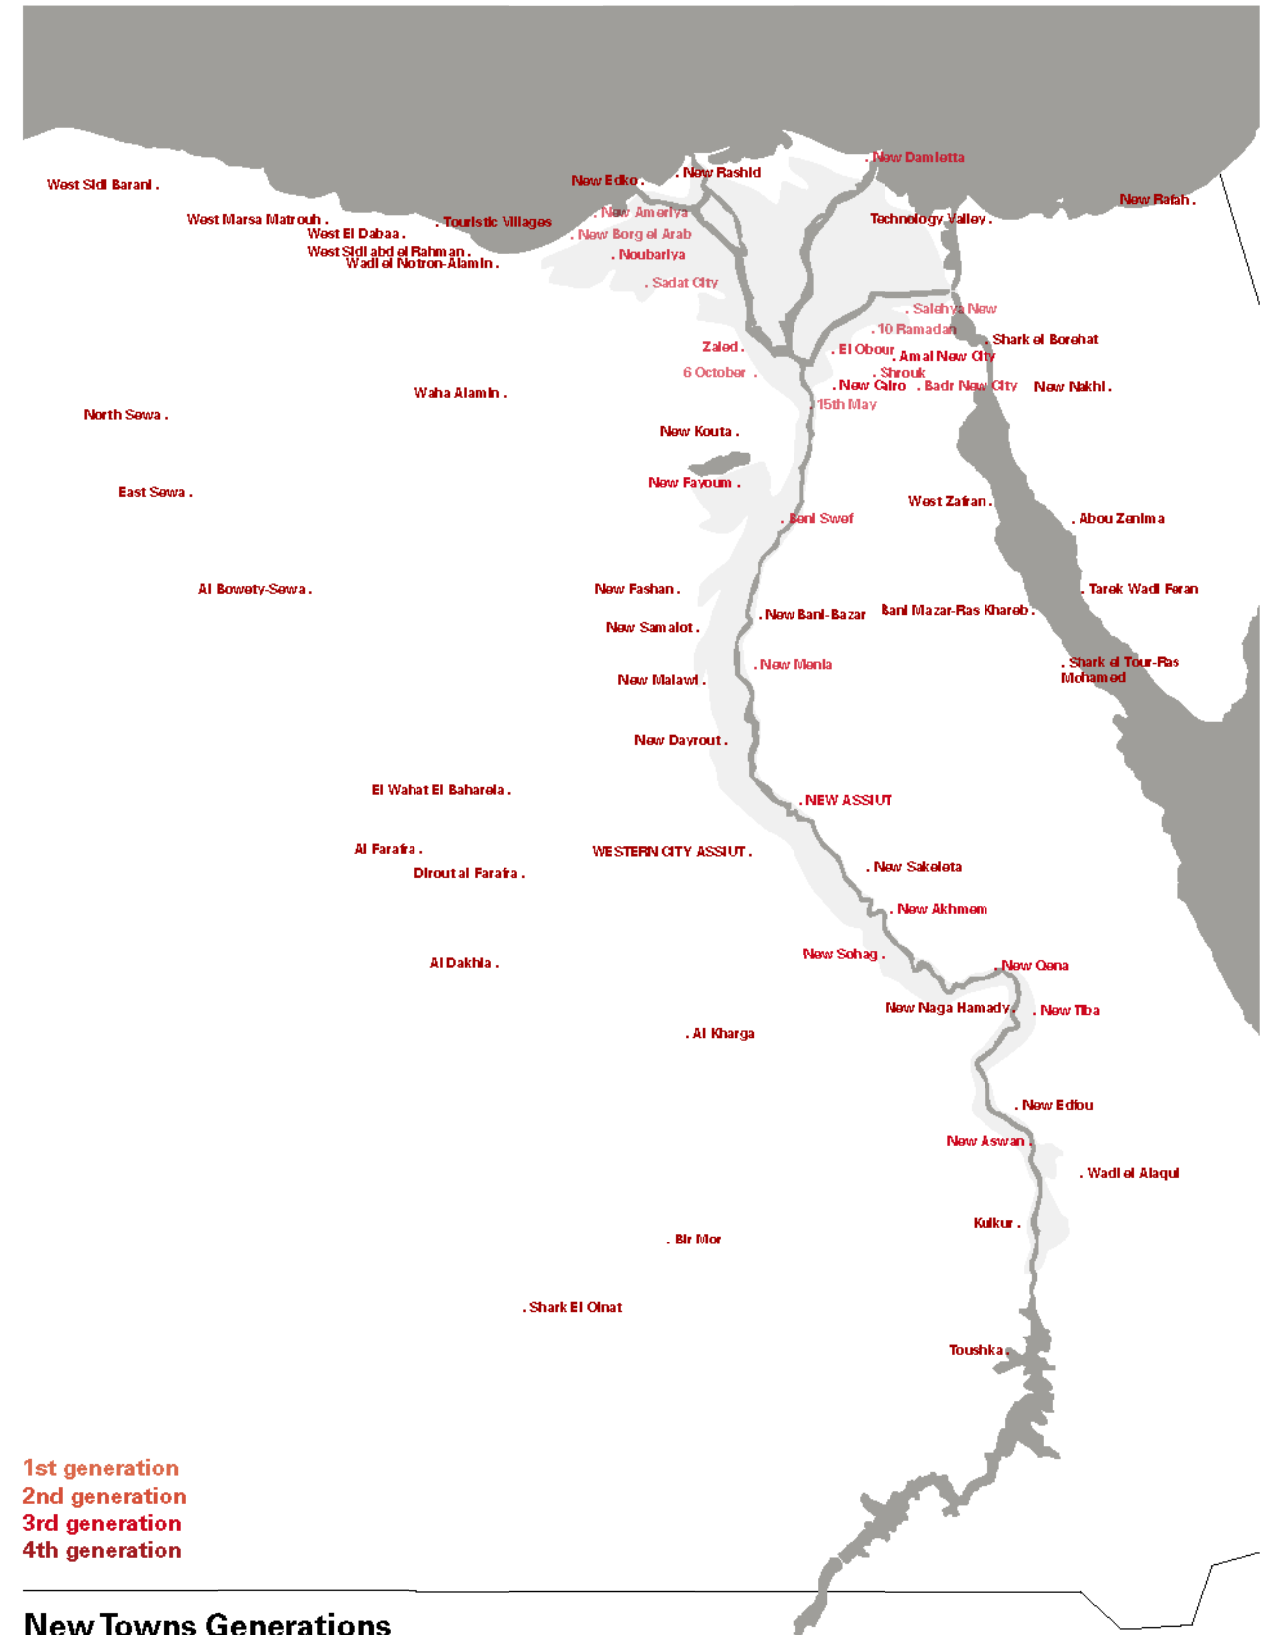 New Damietta
New Rashid
New Edko .
West Sidi Barani .
New Rafah .
New Ameriya
West Marsa Matrouh .
. Touristic Villages
Technology Valley .
West El Dabaa .
. New Borg el Arab
West Sidi abd el Rahman .
. Noubariya
Wadi el Notron-Alamin .
. Sadat City
. Salehya New
. 10 Ramadan
. Shark el Borehat
Zaied .
. El Obour
. Amal New City
6 October .
. Shrouk
. New Cairo
. Badr New City
New Nakhl .
Waha Alamin .
15th May
North Sewa .
New Kouta .
New Fayoum .
East Sewa .
West Zafran .
. Beni Swef
. Abou Zenima
Al Bowety-Sewa .
New Fashan .
. Tarek Wadi Feran
. New Bani-Bazar
Bani Mazar-Ras Khareb .
New Samalot .
. New Menia
. Shark el Tour-Ras
Mohamed
New Malawi .
New Dayrout .
El Wahat El Bahareia .
. NEW ASSIUT
Al Farafra .
WESTERN CITY ASSIUT .
. New Sakeleta
Dirout al Farafra .
. New Akhmem
New Sohag .
Al Dakhla .
. New Qena
New Naga Hamady .
. New Tiba
. Al Kharga
. New Edfou
New Aswan .
. Wadi el Alaqui
Kulkur .
. Bir Mor
. Shark El Oinat
Toushka .
1st generation
2nd generation
3rd generation
4th generation
New Towns Generations